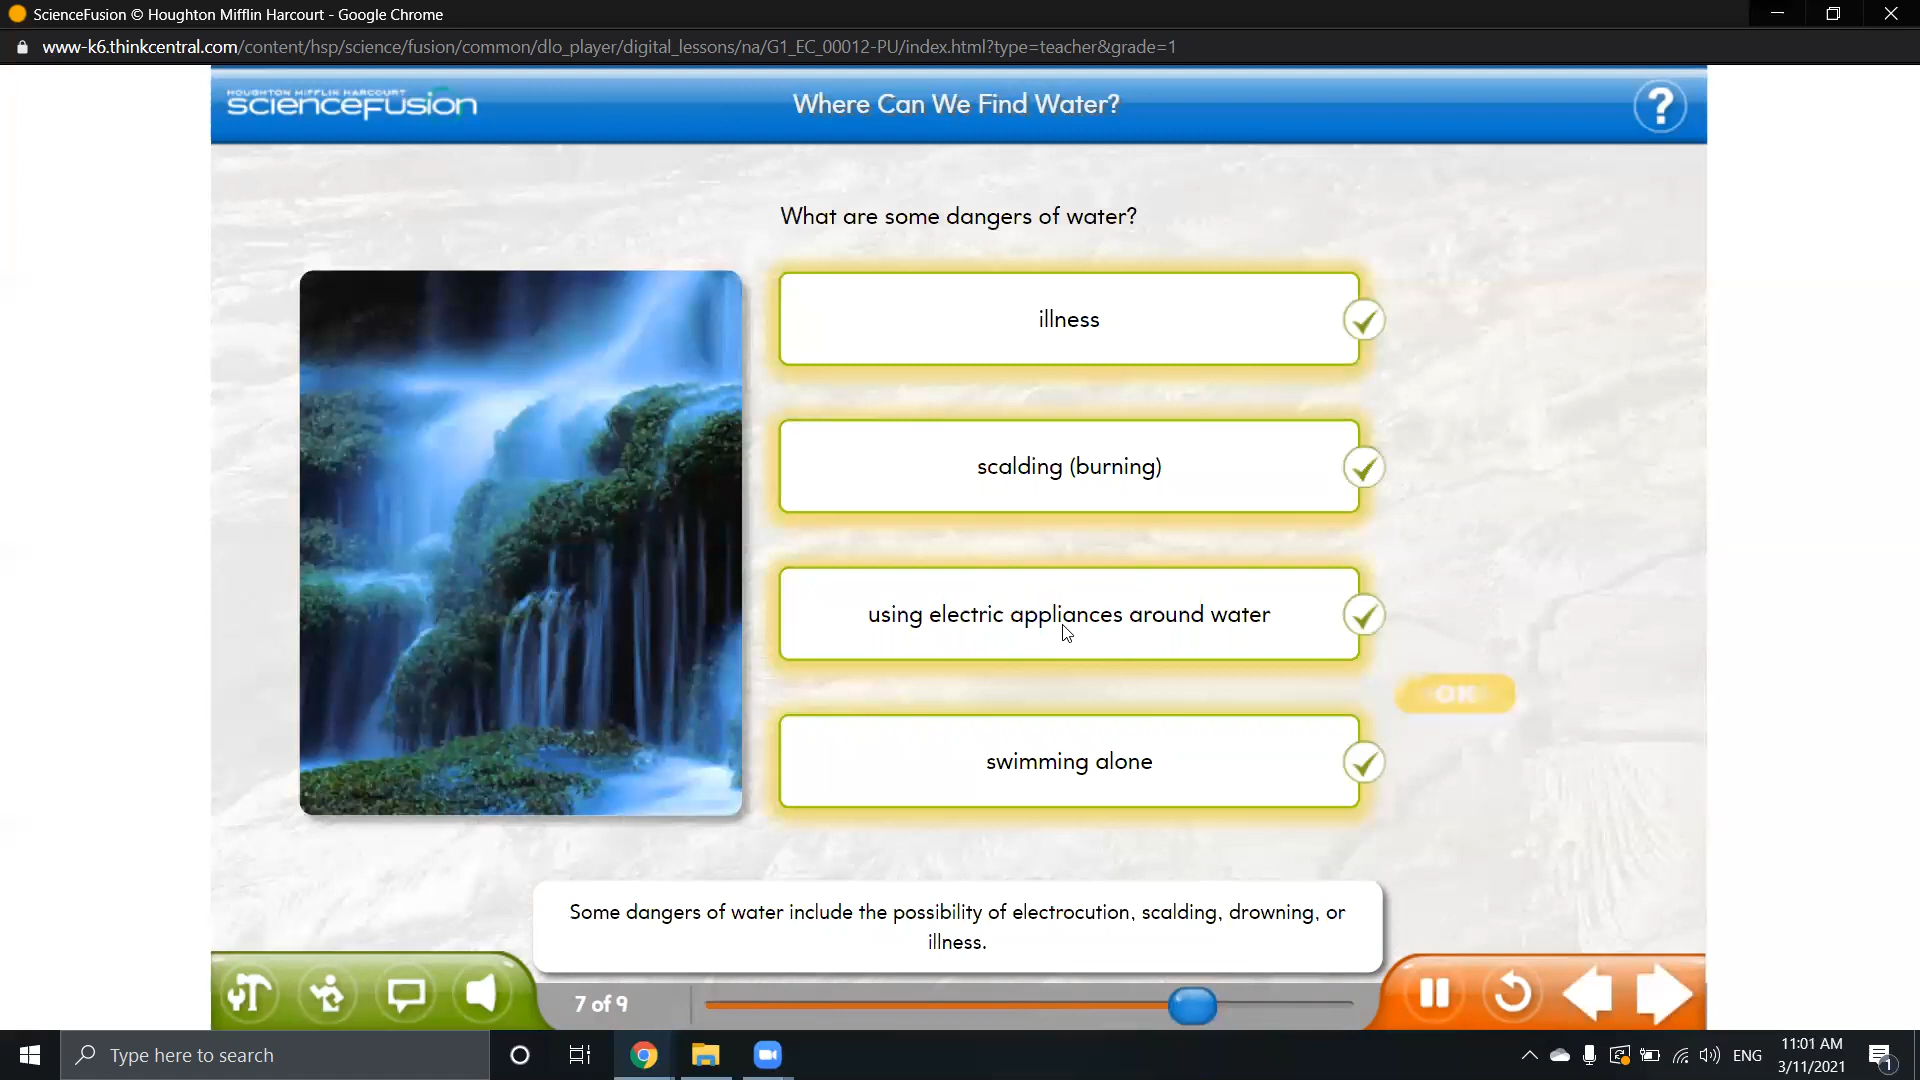 ScienceFusion © Houghton Mifflin Harcourt - Google Chrome
www-k6.thinkcentral.com/content/hsp/science/fusion/common/dlo_player/digital_lessons/na/G1_EC_00012-PU/index.html?type=teacher&grade=1
HOUGHTON MIFFLIN HARCOURT
scienceFusion
Where Can We Find Water?
?
What are some dangers of water?
illness
scalding (burning)
using electric appliances around water
OK
swimming alone
Some dangers of water include the possibility of electrocution, scalding, drowning, or
illness.
7 of 9
Type here to search
ENG
11:01 AM
3/11/2021
1